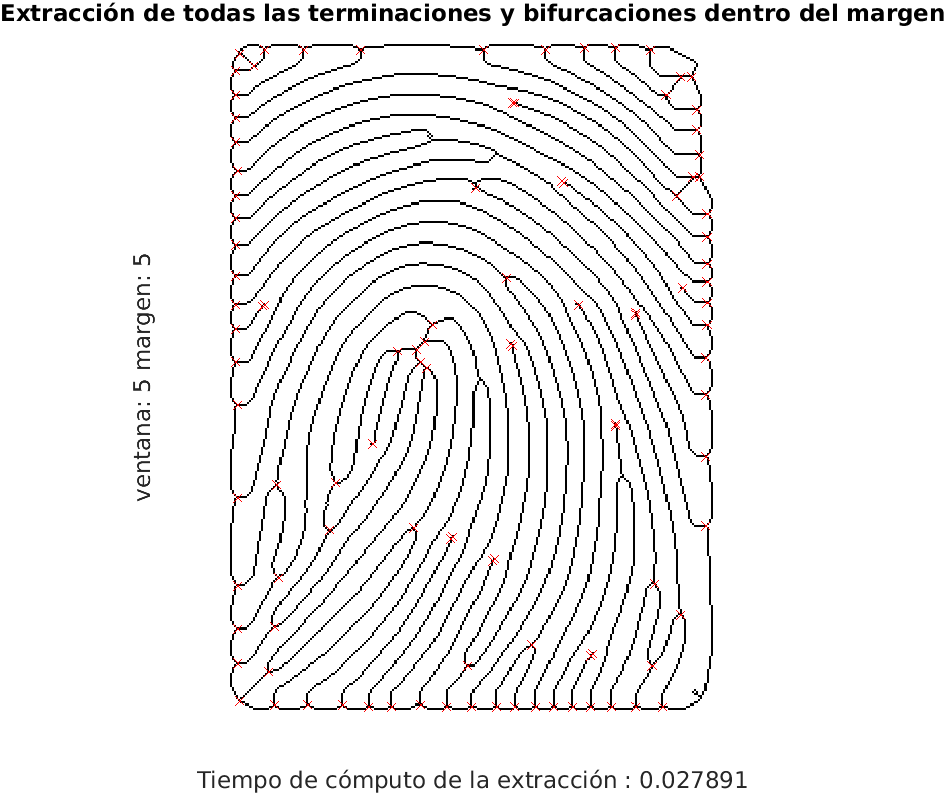 Extracción de todas las terminaciones y bifurcaciones dentro del margen
ventana: 5 margen: 5
Tiempo de cómputo de la extracción : 0.027891